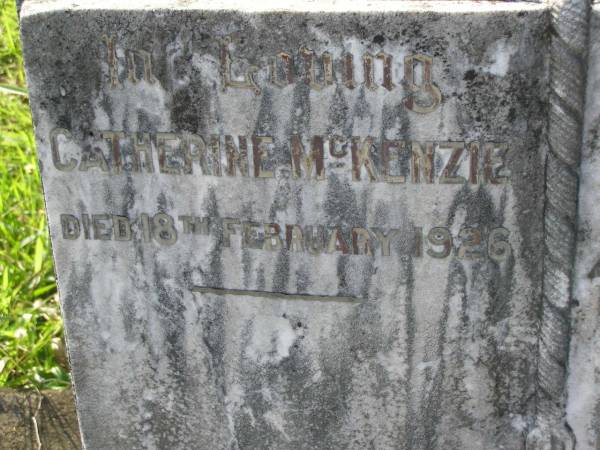 In Loving
CATHERINE McKENZIE
DIED 18TH FEBRUARY 1926